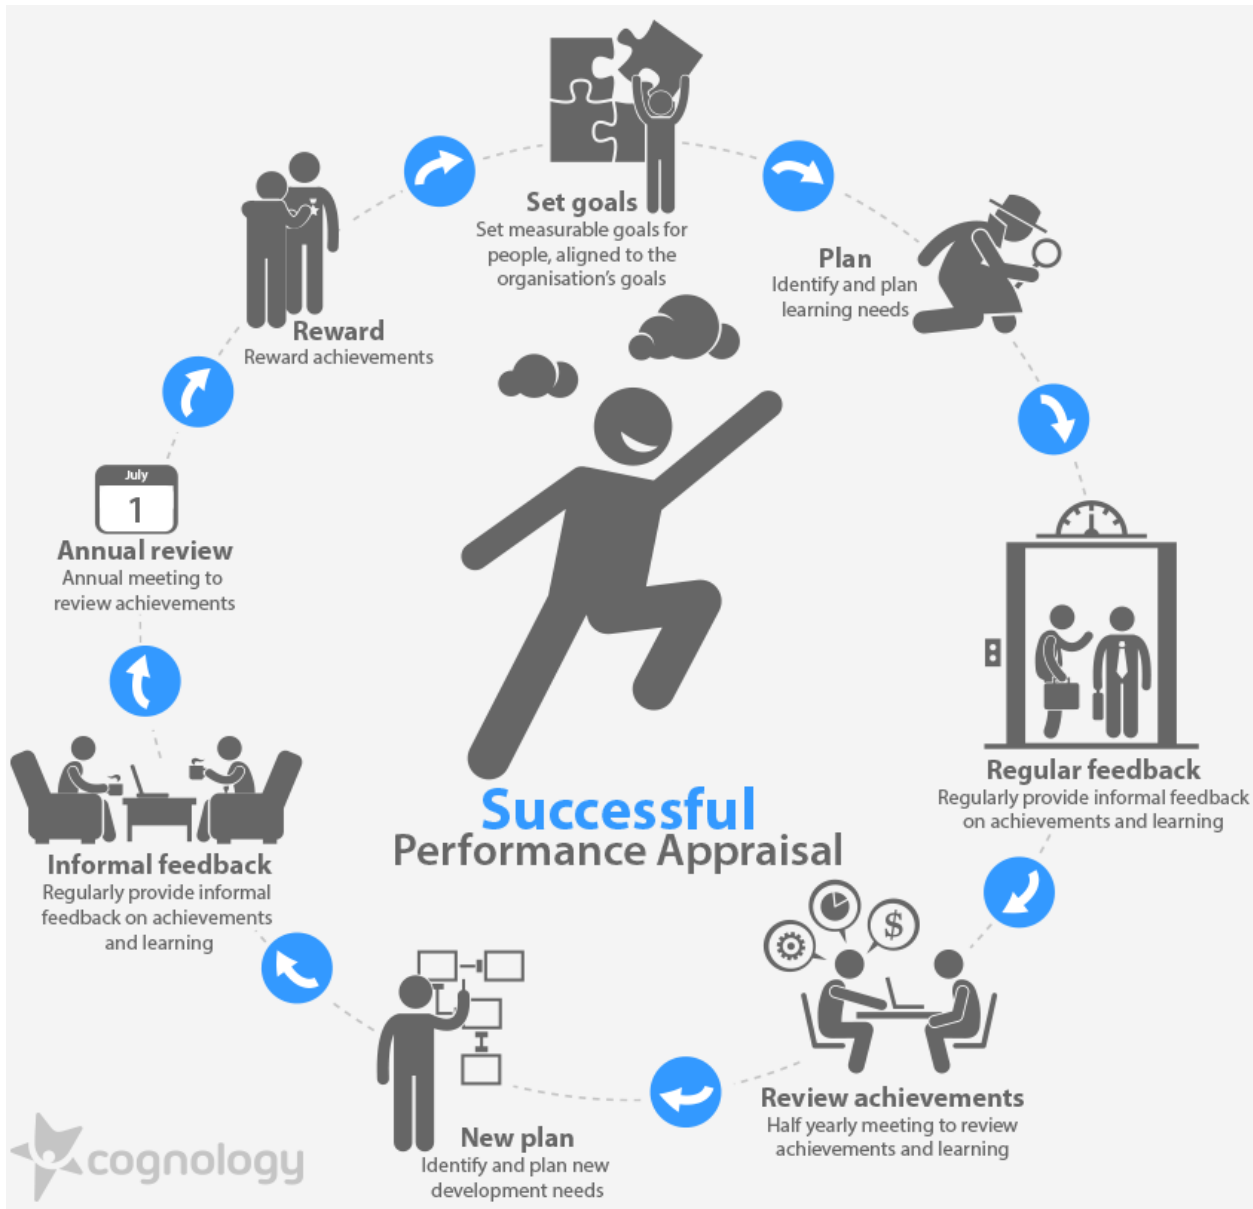 Set goals
Set measurable goals for
people, aligned to the
organisation's goals
Plan
Identify and plan
learning needs
Regular feedback
Regularly provide informal feedback
on achievements and learning
$
Review achievements
Half yearly meeting to review
achievements and learning
New plan
Identify and plan new
development needs
Informal feedback
Regularly provide informal
feedback on achievements
and learning
July
1
Annual review
Annual meeting to
review achievements
Reward
Reward achievements
Successful
Performance Appraisal
cognology